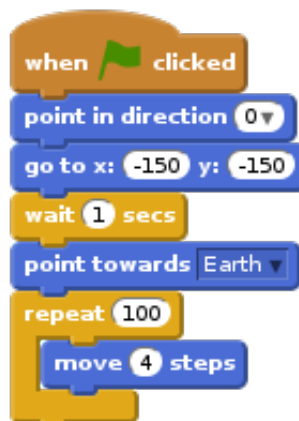 when clicked
point in direction 0
go to x: -150 y: -150
wait 1 secs
point towards Earth
repeat 100
move 4 steps